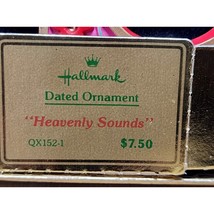 Hallmark
Dated Ornament
"Heavenly Sounds"
QX152-1 $7.50